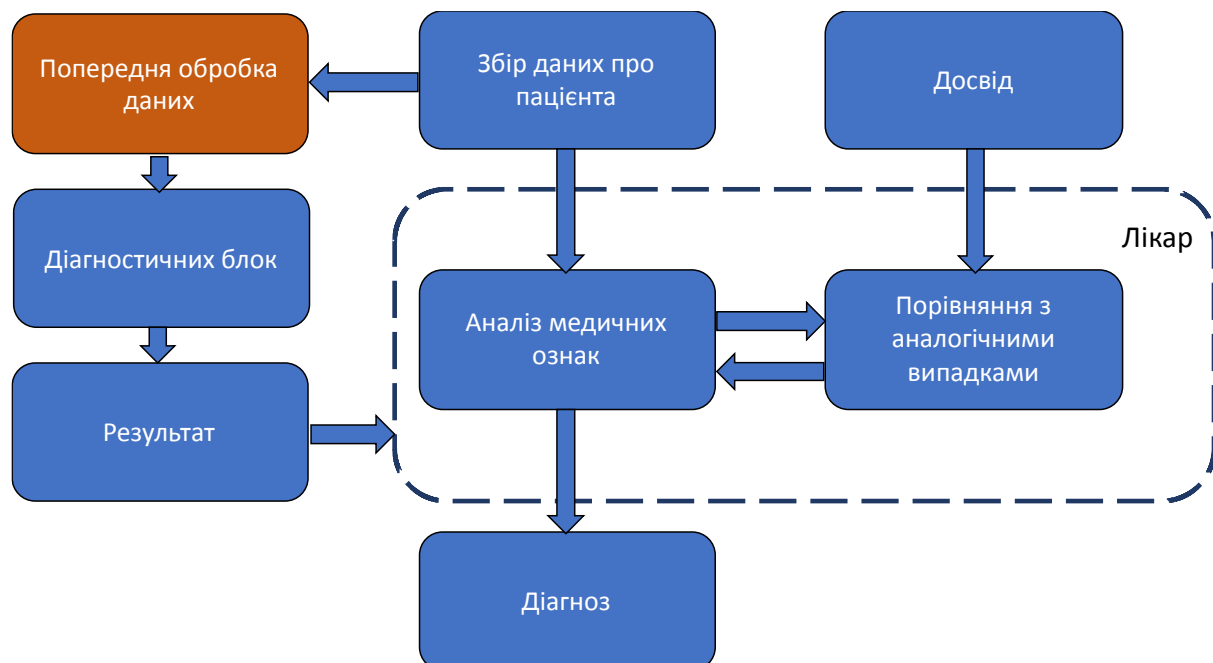 Попередня обробка
даних
Збір даних про
пацієнта
Досвід
Діагностичних блок
Лікар
Аналіз медичних
ознак
Порівняння з
аналогічними
випадками
Результат
Діагноз